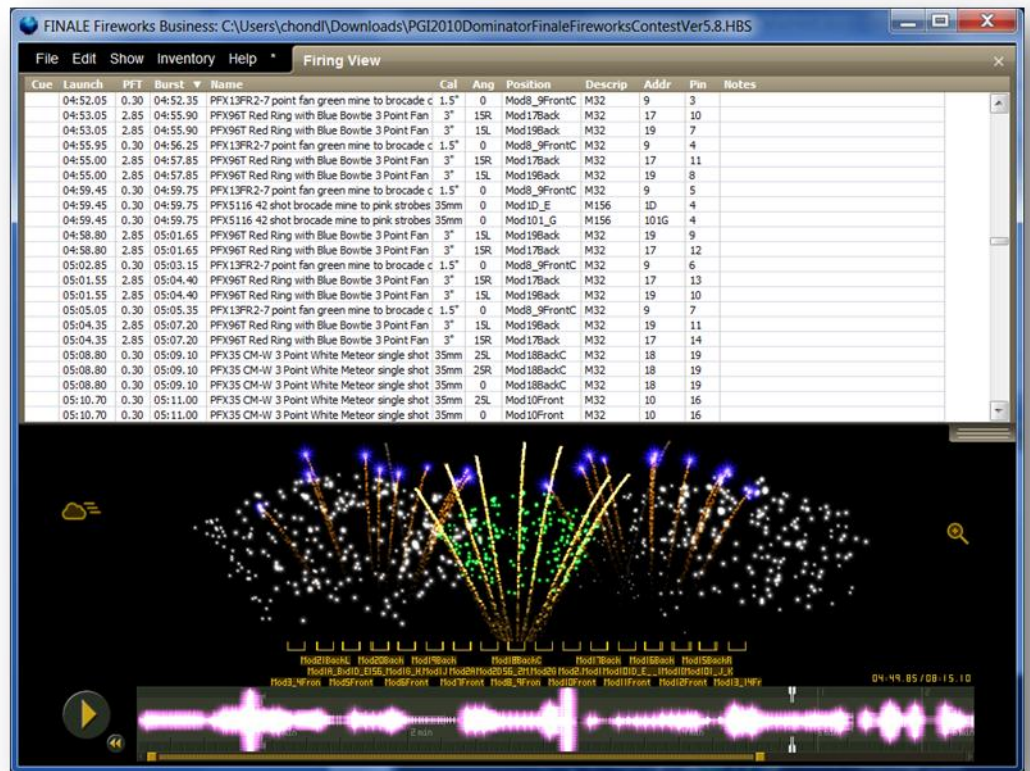 FINALE Fireworks Business: C:\Users\chondl\Downloads\PGI2010DominatorFinaleFireworksContestVer5.8.HBS
File Edit Show Inventory Help * Firing View
Cue Launch PFT Burst Name Cal Ang Position Descrip Addr Pin Notes
04:52.05 0.30 04:52.35 PFX13FR2-7 point fan green mine to brocade c 1.5" 0 Mod8_9FrontC M32 9 3
04:53.05 2.85 04:55.90 PFX96T Red Ring with Blue Bowtie 3 Point Fan 3" 15R Mod17Back M32 17 10
04:53.05 2.85 04:55.90 PFX96T Red Ring with Blue Bowtie 3 Point Fan 3" 15L Mod19Back M32 19 7
04:55.95 0.30 04:56.25 PFX13FR2-7 point fan green mine to brocade c 1.5" 0 Mod8_9FrontC M32 9 4
04:55.00 2.85 04:57.85 PFX96T Red Ring with Blue Bowtie 3 Point Fan 3" 15R Mod17Back M32 17 11
04:55.00 2.85 04:57.85 PFX96T Red Ring with Blue Bowtie 3 Point Fan 3" 15L Mod19Back M32 19 8
04:59.45 0.30 04:59.75 PFX13FR2-7 point fan green mine to brocade c 1.5" 0 Mod8_9FrontC M32 9 5
04:59.45 0.30 04:59.75 PFX5116 42 shot brocade mine to pink strobes 35mm 0 Mod1D_E M156 1D 4
04:59.45 0.30 04:59.75 PFX5116 42 shot brocade mine to pink strobes 35mm 0 Mod101_G M156 101G 4
04:58.80 2.85 05:01.65 PFX96T Red Ring with Blue Bowtie 3 Point Fan 3" 15L Mod19Back M32 19 9
04:58.80 2.85 05:01.65 PFX96T Red Ring with Blue Bowtie 3 Point Fan 3" 15R Mod17Back M32 17 12
05:02.85 0.30 05:03.15 PFX13FR2-7 point fan green mine to brocade c 1.5" 0 Mod8_9FrontC M32 9 6
05:01.55 2.85 05:04.40 PFX96T Red Ring with Blue Bowtie 3 Point Fan 3" 15R Mod17Back M32 17 13
05:01.55 2.85 05:04.40 PFX96T Red Ring with Blue Bowtie 3 Point Fan 3" 15L Mod19Back M32 19 10
05:05.05 0.30 05:05.35 PFX13FR2-7 point fan green mine to brocade c 1.5" 0 Mod8_9FrontC M32 9 7
05:04.35 2.85 05:07.20 PFX96T Red Ring with Blue Bowtie 3 Point Fan 3" 15L Mod19Back M32 19 11
05:04.35 2.85 05:07.20 PFX96T Red Ring with Blue Bowtie 3 Point Fan 3" 15R Mod17Back M32 17 14
05:08.80 0.30 05:09.10 PFX35 CM-W 3 Point White Meteor single shot 35mm 25L Mod18BackC M32 18 19
05:08.80 0.30 05:09.10 PFX35 CM-W 3 Point White Meteor single shot 35mm 25R Mod18BackC M32 18 19
05:08.80 0.30 05:09.10 PFX35 CM-W 3 Point White Meteor single shot 35mm 0 Mod18BackC M32 18 19
05:10.70 0.30 05:11.00 PFX35 CM-W 3 Point White Meteor single shot 35mm 25L Mod10Front M32 10 16
05:10.70 0.30 05:11.00 PFX35 CM-W 3 Point White Meteor single shot 35mm 0 Mod10Front M32 10 16
Mod21BackL Mod20Back Mod19Back Mod18BackC Mod17Back Mod16Back Mod15BackR
Mod3_4Fron Mod5Front Mod6Front Mod7Front Mod8_9Fron Mod10Front Mod11Front Mod12Front Mod13_14Fr
04:49.85/08:15.10
2 min